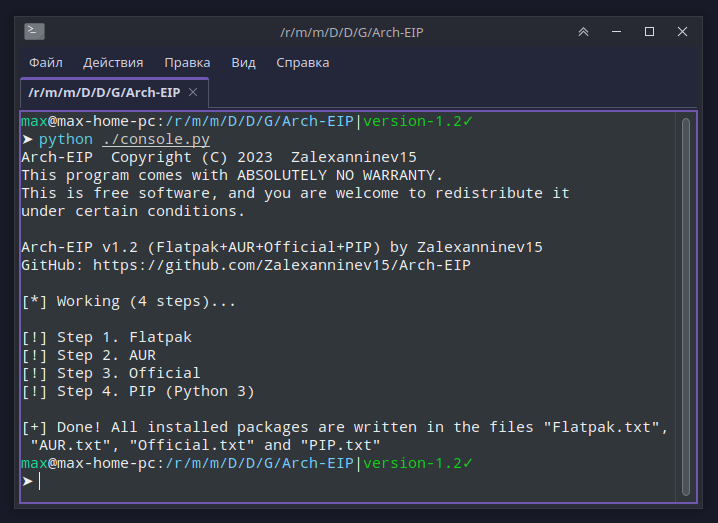 /r/m/m/D/D/G/Arch-EIP
Файл Действия Правка Вид Справка
/r/m/m/D/D/G/Arch-EIP
max@max-home-pc:/r/m/m/D/D/G/Arch-EIP|version-1.2✓
➤ python ./console.py
Arch-EIP  Copyright (C) 2023  Zalexanninev15
This program comes with ABSOLUTELY NO WARRANTY.
This is free software, and you are welcome to redistribute it
under certain conditions.
Arch-EIP v1.2 (Flatpak+AUR+Official+PIP) by Zalexanninev15
GitHub: https://github.com/Zalexanninev15/Arch-EIP
[*] Working (4 steps)...
[!] Step 1. Flatpak
[!] Step 2. AUR
[!] Step 3. Official
[!] Step 4. PIP (Python 3)
[+] Done! All installed packages are written in the files "Flatpak.txt",
"AUR.txt", "Official.txt" and "PIP.txt"
max@max-home-pc:/r/m/m/D/D/G/Arch-EIP|version-1.2✓
➤